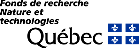 Fonds de recherche
Nature et
technologies
Québec